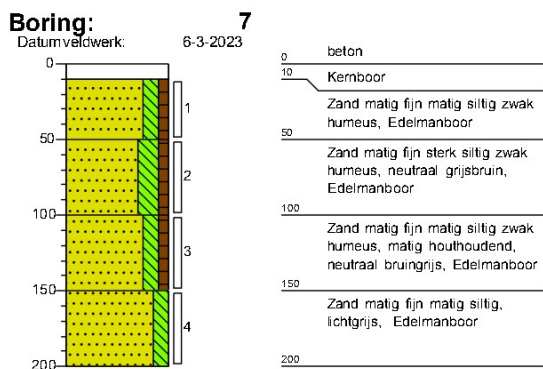 Boring: 7
Datumveldwerk: 6-3-2023
0
50
100
150
200
1
2
3
4
0 beton
10 Kernboor
Zand matig fijn matig siltig zwak
humeus, Edelmanboor
50
Zand matig fijn sterk siltig zwak
humeus, neutraal grijsbruin,
Edelmanboor
100
Zand matig fijn matig siltig zwak
humeus, matig houthoudend,
neutraal bruingrijs, Edelmanboor
150
Zand matig fijn matig siltig,
lichtgrijs, Edelmanboor
200